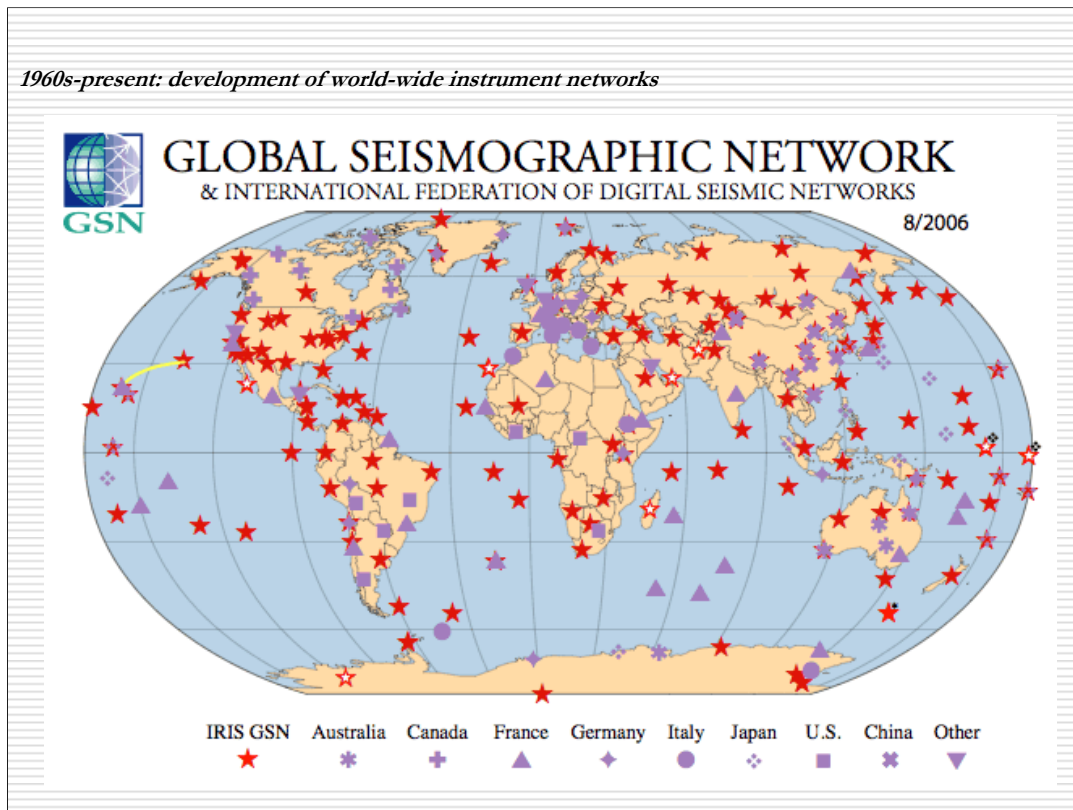 1960s-present: development of world-wide instrument networks
GSN
GLOBAL SEISMOGRAPHIC NETWORK
& INTERNATIONAL FEDERATION OF DIGITAL SEISMIC NETWORKS
8/2006
IRIS GSN Australia Canada France Germany Italy Japan U.S. China Other